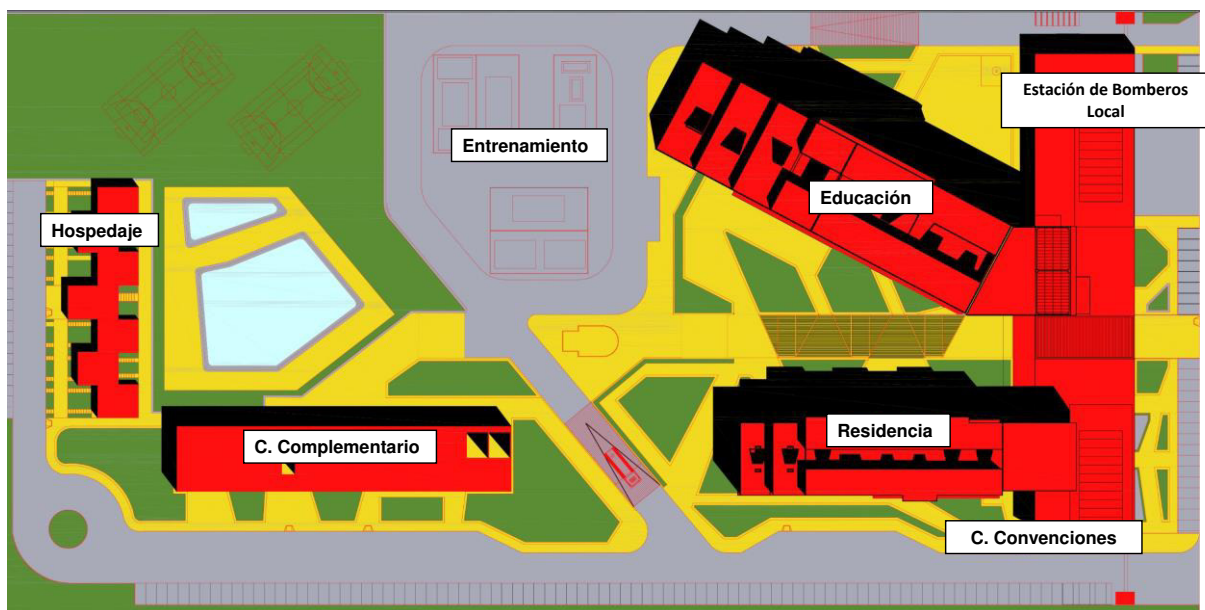 Estación de Bomberos
Local
Entrenamiento
Educación
Hospedaje
Residencia
C. Complementario
C. Convenciones